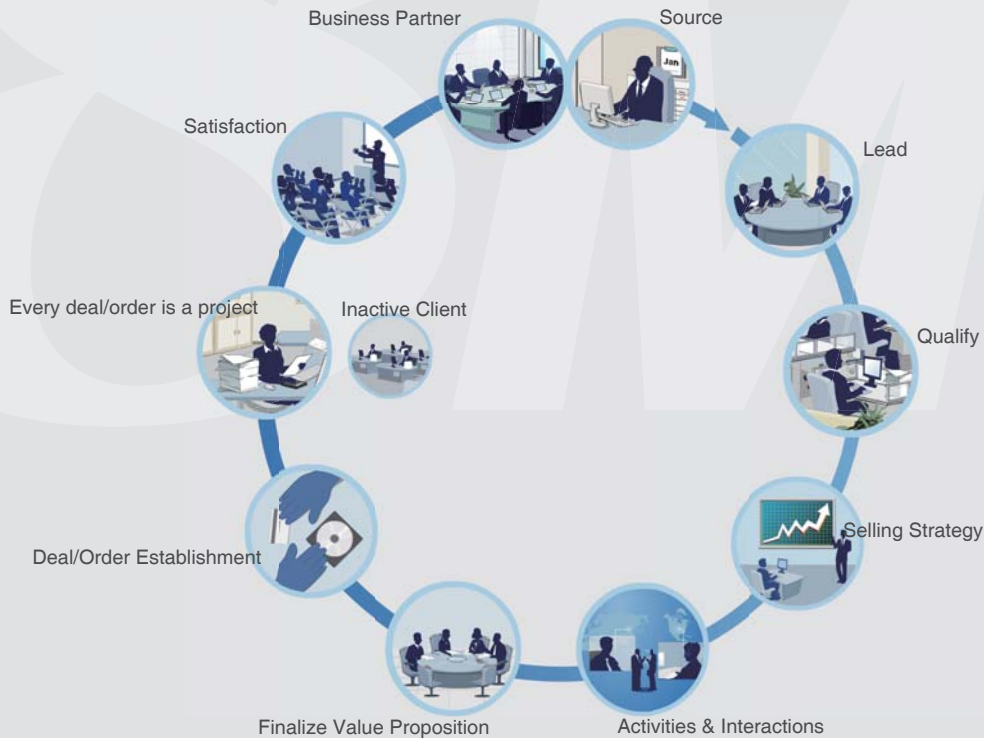 Business Partner
Source
Jan
Lead
Qualify
Selling Strategy
Activities & Interactions
Finalize Value Proposition
Deal/Order Establishment
Every deal/order is a project
Inactive Client
Satisfaction